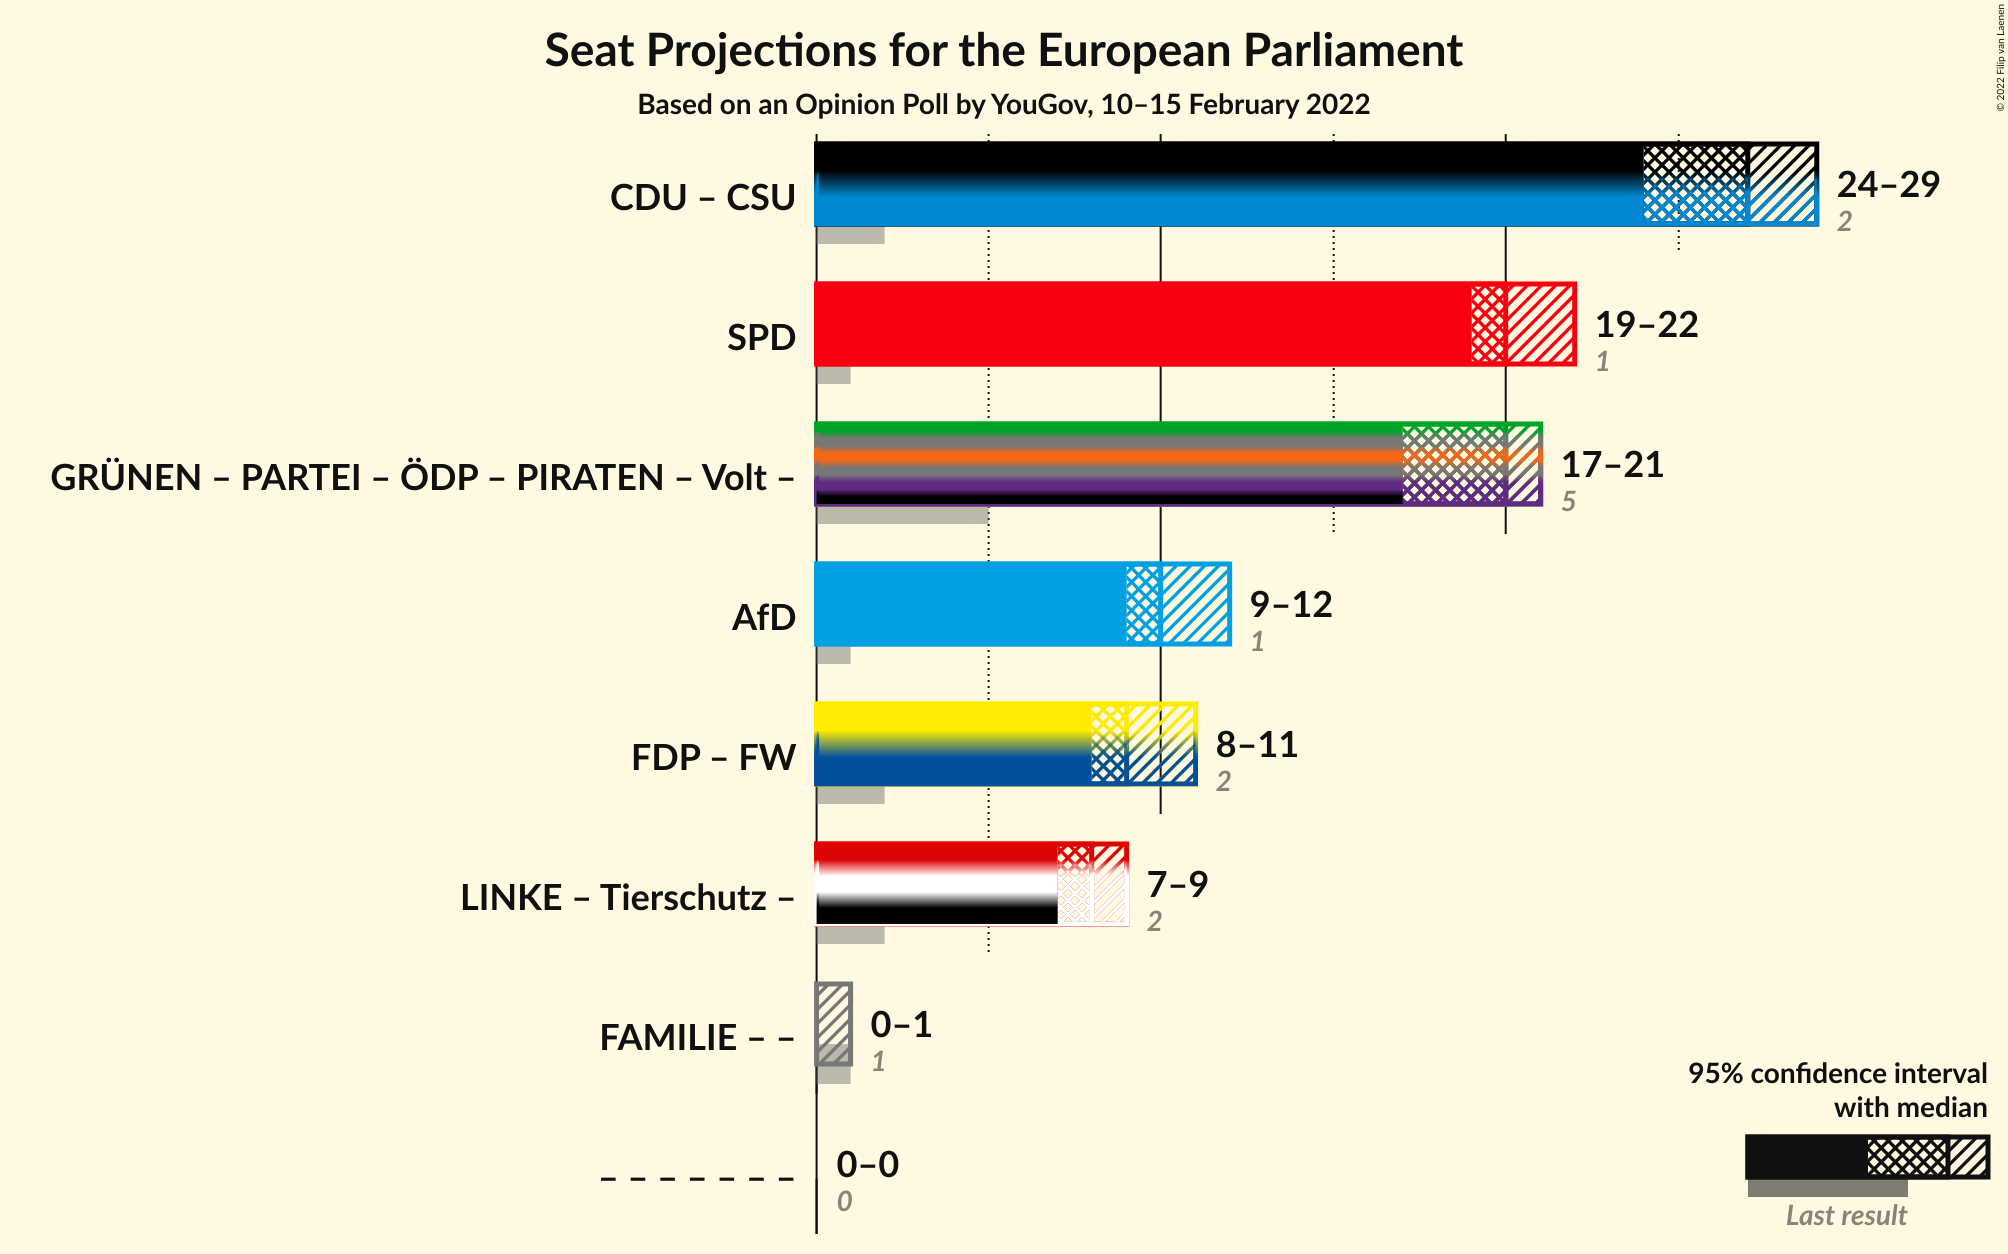 Seat Projections for the European Parliament
Based on an Opinion Poll by YouGov, 10–15 February 2022
© 2022 Filip van Laenen
CDU – CSU
24–29
2
SPD
19–22
1
GRÜNEN – PARTEI – ÖDP – PIRATEN – Volt –
17–21
5
AfD
9–12
1
FDP – FW
8–11
2
LINKE – Tierschutz –
7–9
2
FAMILIE – –
0–1
1
– – – – – – –
0–0
0
95% confidence interval
with median
Last result